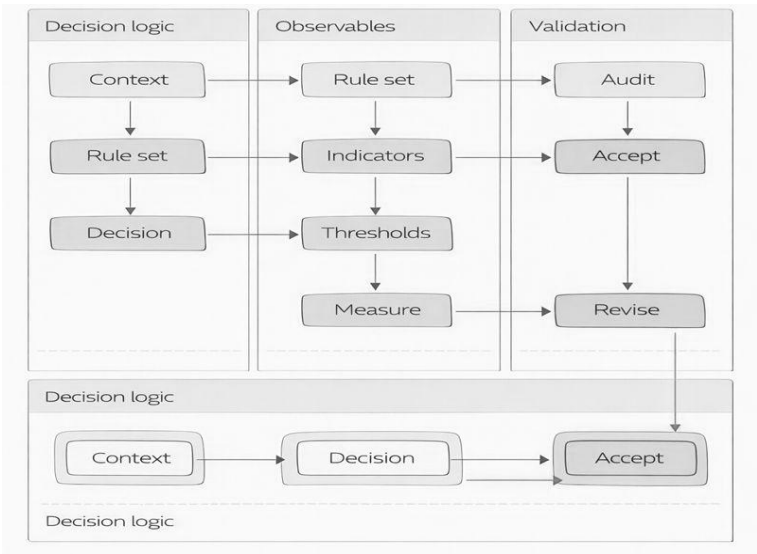 Decision logic
Observables
Validation
Context
Rule set
Audit
Rule set
Indicators
Accept
Decision
Thresholds
Measure
Revise
Decision logic
Context
Decision
Accept
Decision logic